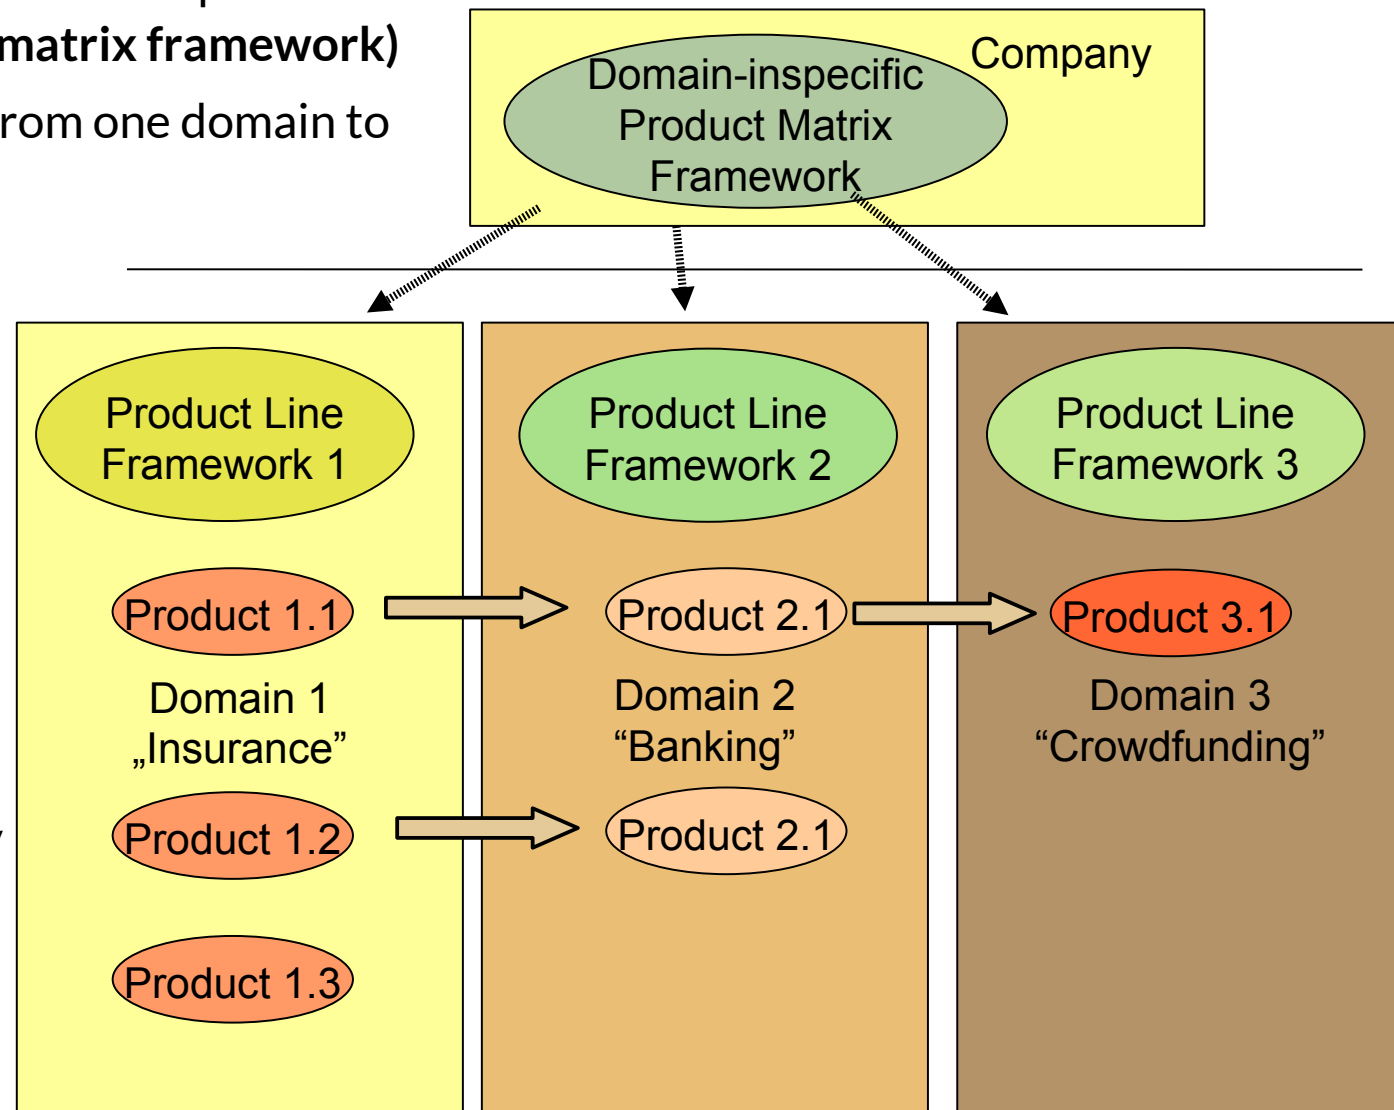 matrix framework)
rom one domain to
Company
Domain-inspecific
Product Matrix
Framework
Product Line
Framework 1
Product 1.1
Domain 1
„Insurance”
Product 1.2
Product 1.3
Product Line
Framework 2
Product 2.1
Domain 2
“Banking”
Product 2.1
Product Line
Framework 3
Product 3.1
Domain 3
“Crowdfunding”